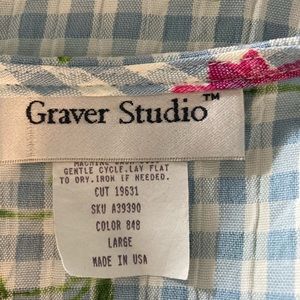 Graver Studio™
GENTLE CYCLE.LAY FLAT
TO DRY.IRON IF NEEDED.
CUT 19631
SKU A39390
COLOR 848
LARGE
MADE IN USA